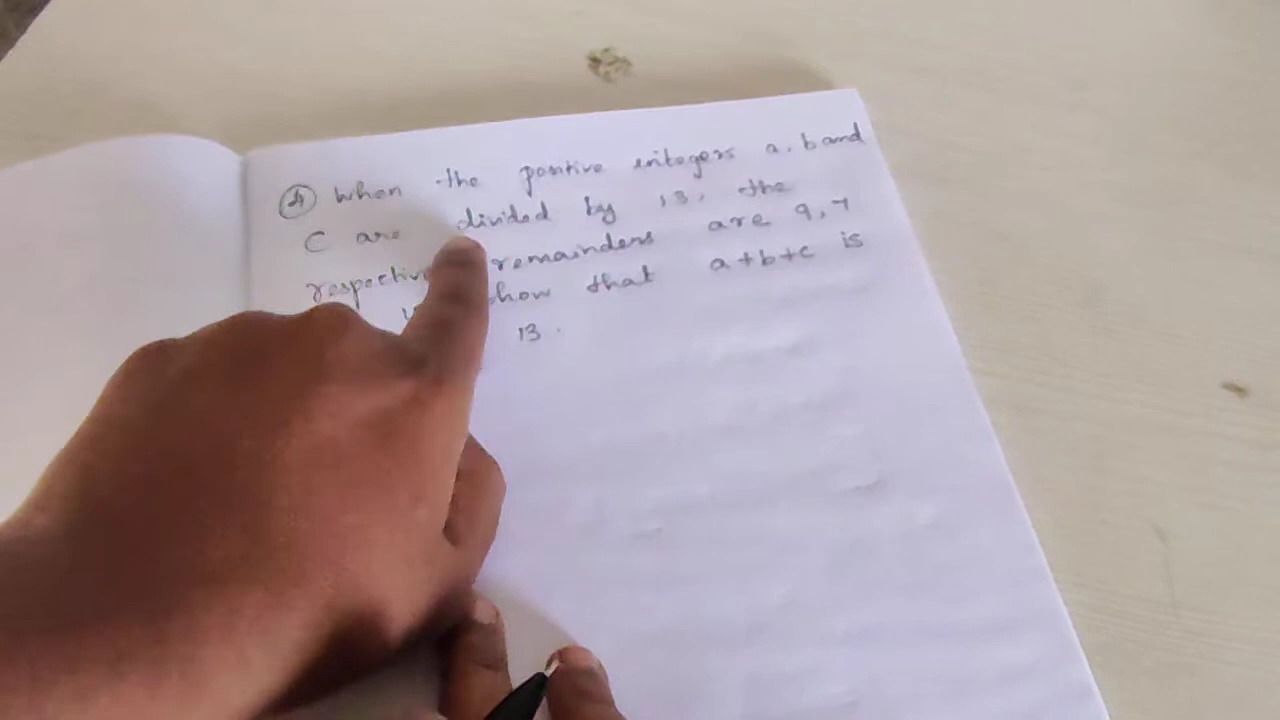 ④ When the positive integers a, b and
C are divided by 13, the
respective remainders are 9, 7
show that a+b+c is
13.